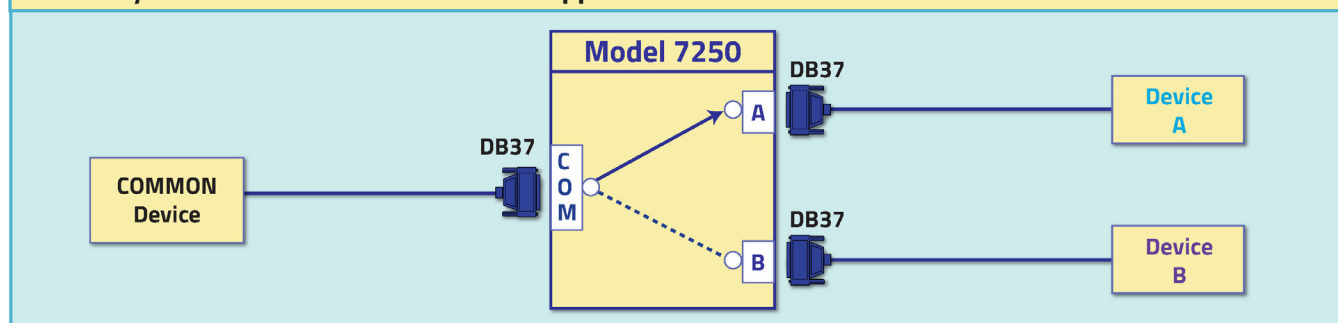 Model 7250
DB37
A
Device
A
DB37
C
O
M
COMMON
Device
DB37
B
Device
B